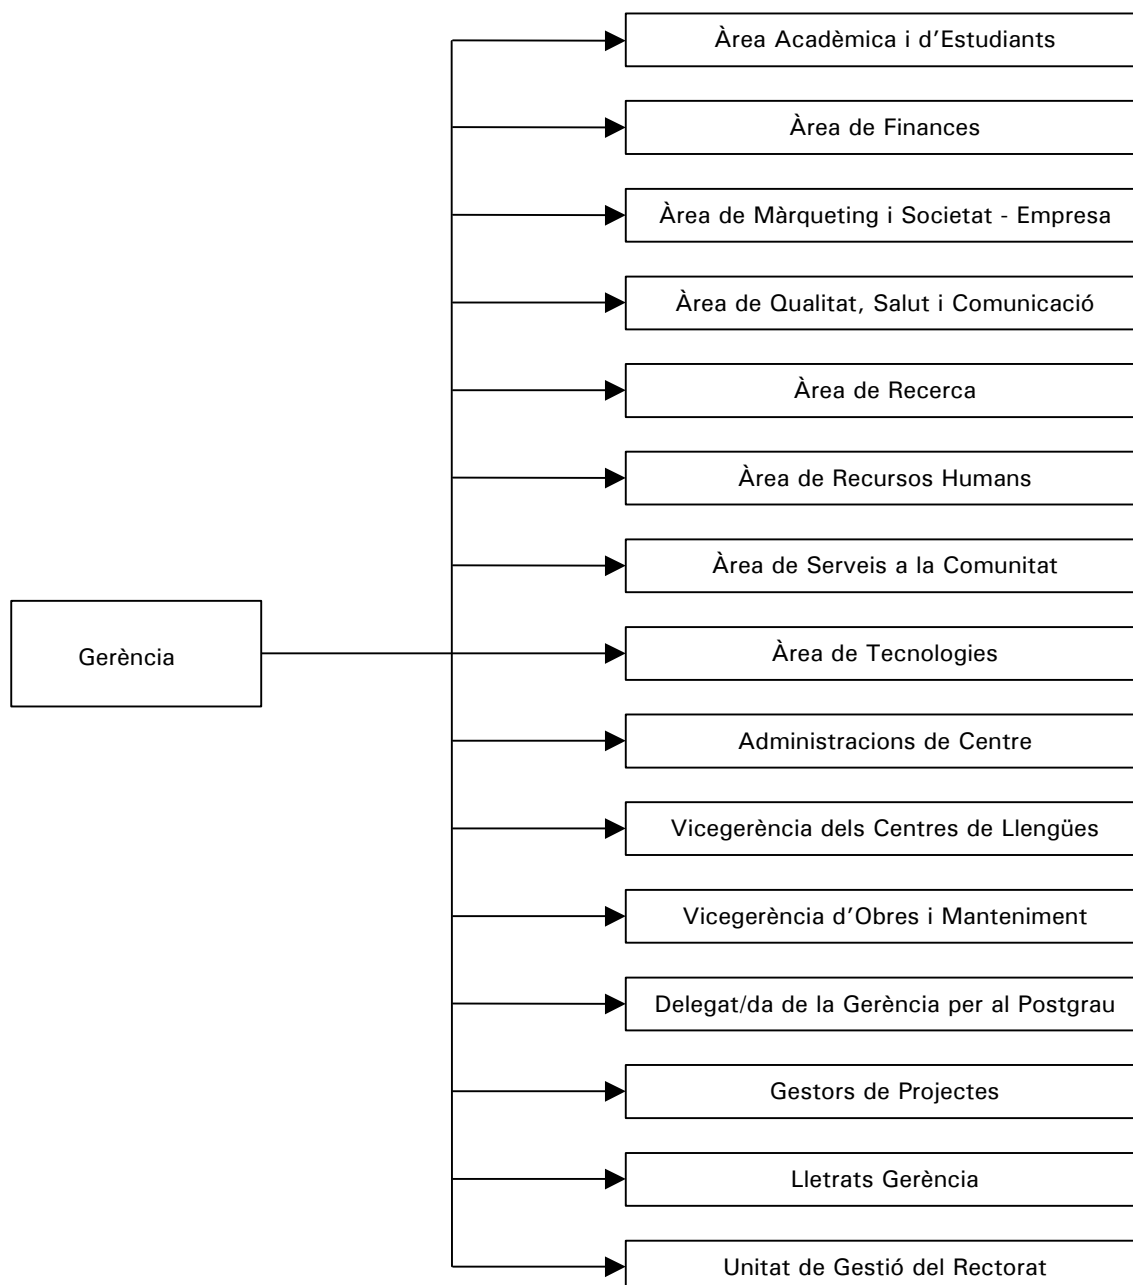 Àrea Acadèmica i d’Estudiants
Àrea de Finances
Àrea de Màrqueting i Societat - Empresa
Àrea de Qualitat, Salut i Comunicació
Àrea de Recerca
Àrea de Recursos Humans
Àrea de Serveis a la Comunitat
Gerència
Àrea de Tecnologies
Administracions de Centre
Vicegerència dels Centres de Llengües
Vicegerència d’Obres i Manteniment
Delegat/da de la Gerència per al Postgrau
Gestors de Projectes
Lletrats Gerència
Unitat de Gestió del Rectorat